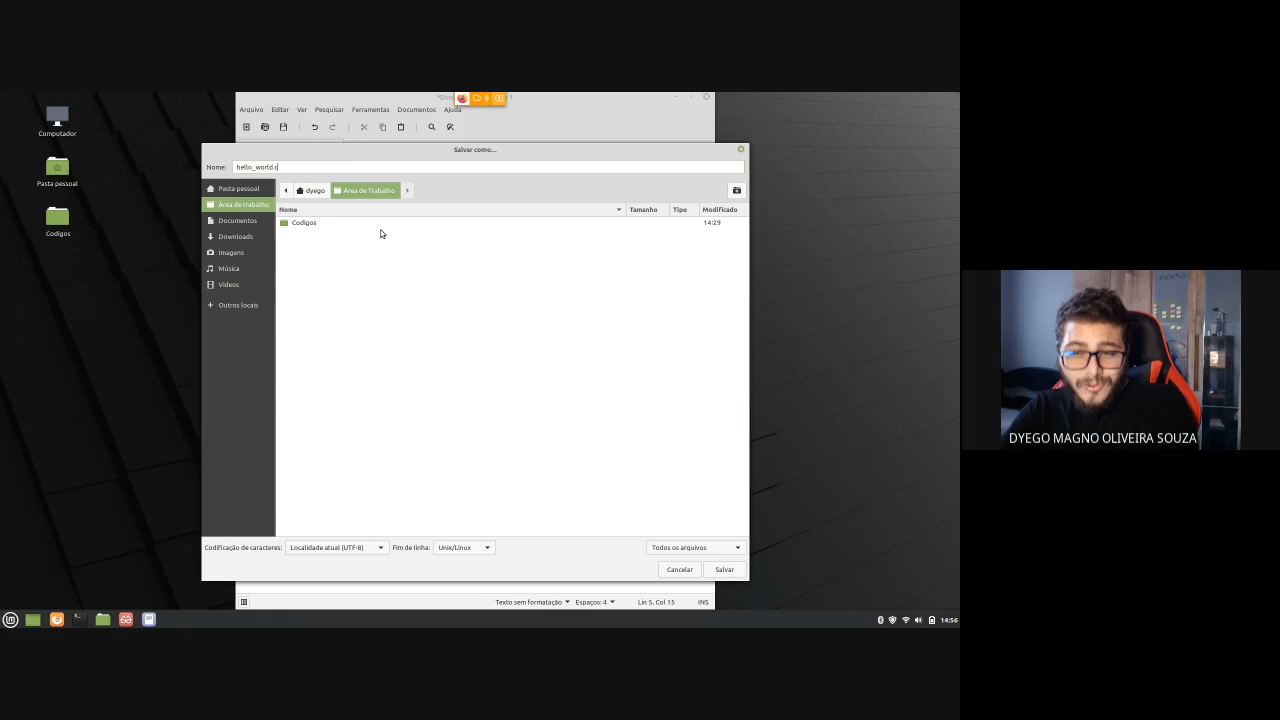 Computador
Pasta pessoal
Codigos
Arquivo Editar Ver Pesquisar Ferramentas Documentos Ajuda
Salvar como...
Nome: hello_world.c
Pasta pessoal
Área de trabalho
Documentos
Downloads
Imagens
Música
Vídeos
Outros locais
dyego Área de Trabalho
Nome Tamanho Tipo Modificado
Codigos 14:29
Codificação de caracteres: Localidade atual (UTF-8) Fim de linha: Unix/Linux Todos os arquivos
Cancelar Salvar
Texto sem formatação Espaços: 4 Lin 5, Col 15 INS
14:56
DYEGO MAGNO OLIVEIRA SOUZA